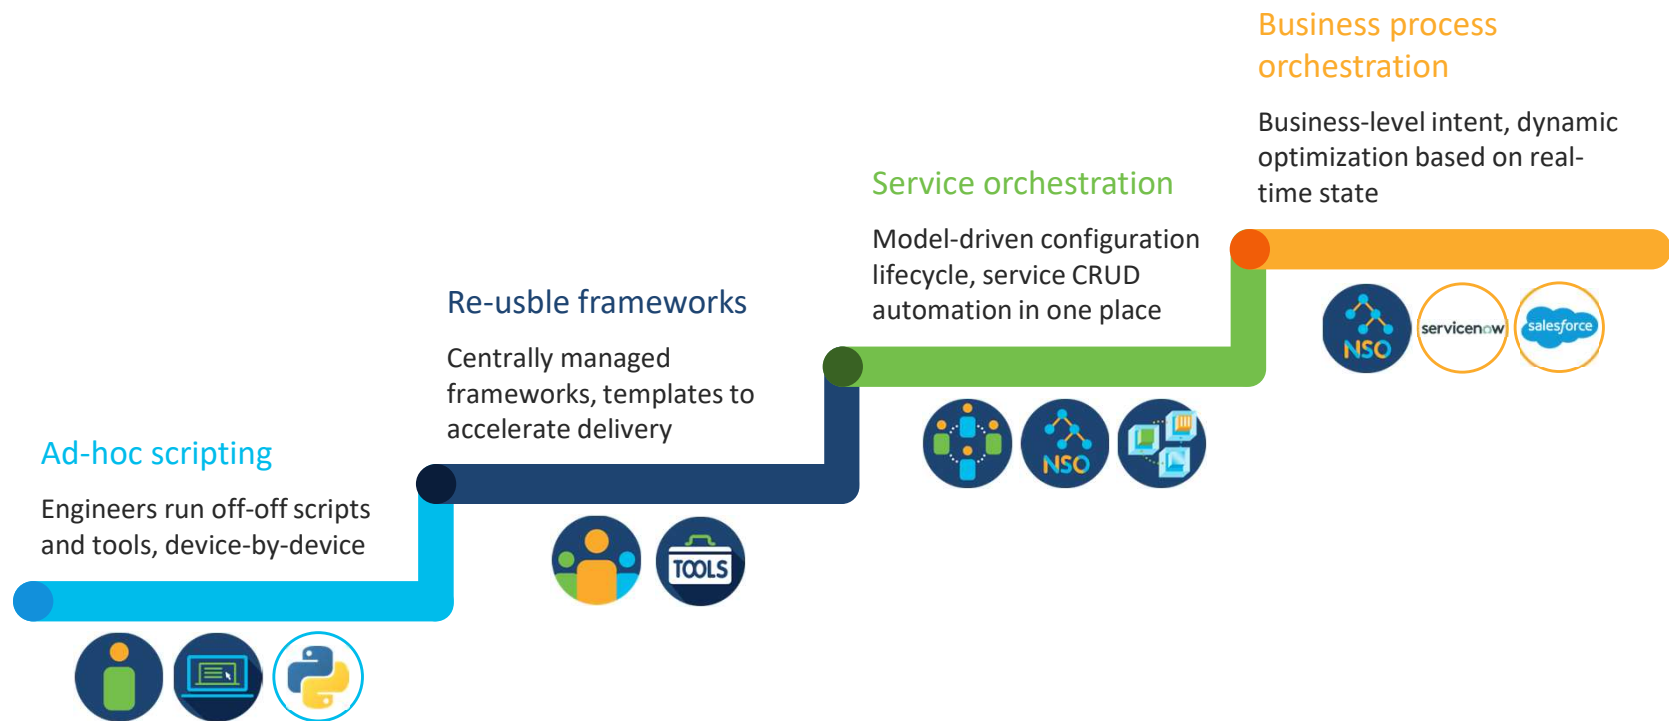 Ad-hoc scripting
Engineers run off-off scripts
and tools, device-by-device
Re-usble frameworks
Centrally managed
frameworks, templates to
accelerate delivery
TOOLS
Service orchestration
Model-driven configuration
lifecycle, service CRUD
automation in one place
NSO
Business process
orchestration
Business-level intent, dynamic
optimization based on real-
time state
NSO
servicenow
salesforce